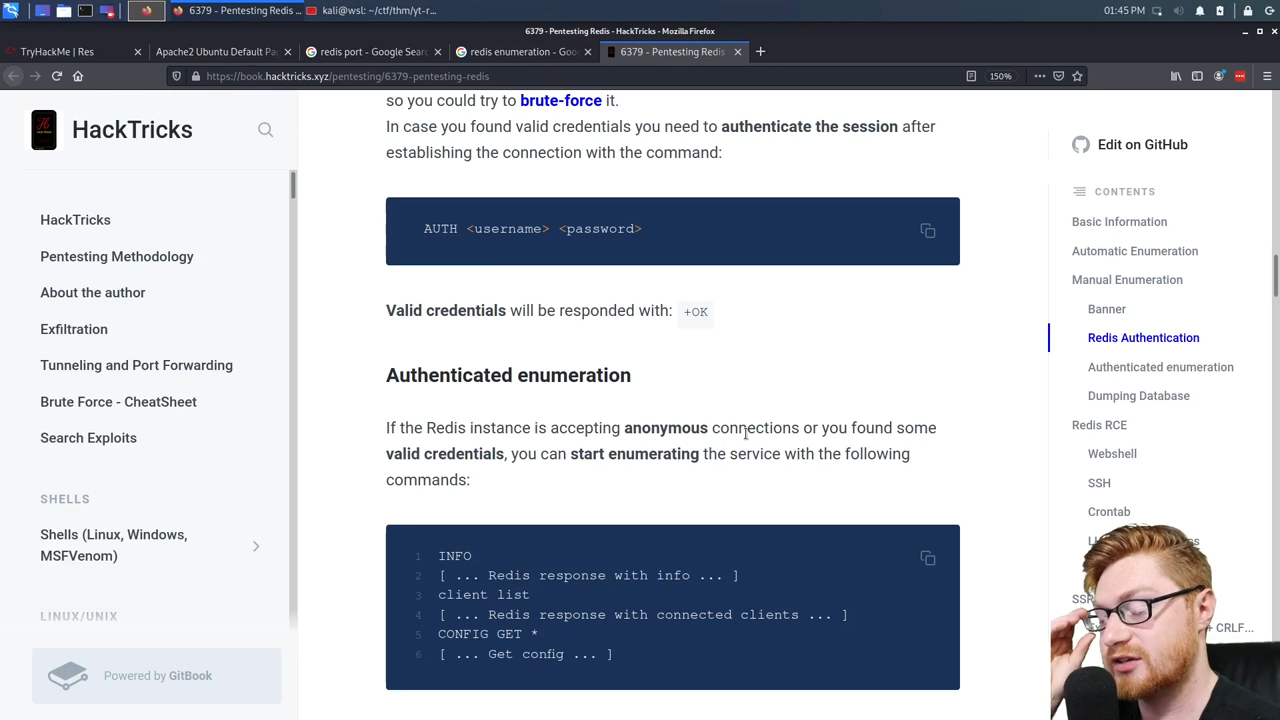 kali@wsl: ~/ctf/thm/yt-r...
6379 - Pentesting Redis ...
01:45 PM
6379 - Pentesting Redis - HackTricks - Mozilla Firefox
TryHackMe | Res
Apache2 Ubuntu Default Pa
redis port - Google Searc
redis enumeration - Goo
6379 - Pentesting Redis
https://book.hacktricks.xyz/pentesting/6379-pentesting-redis
150%
HackTricks
HackTricks
Pentesting Methodology
About the author
Exfiltration
Tunneling and Port Forwarding
Brute Force - CheatSheet
Search Exploits
SHELLS
Shells (Linux, Windows,
MSFVenom)
LINUX/UNIX
Powered by GitBook
so you could try to brute-force it.
In case you found valid credentials you need to authenticate the session after
establishing the connection with the command:
AUTH <username> <password>
Valid credentials will be responded with: +OK
Authenticated enumeration
If the Redis instance is accepting anonymous connections or you found some
valid credentials, you can start enumerating the service with the following
commands:
1 INFO
2 [ ... Redis response with info ... ]
3 client list
4 [ ... Redis response with connected clients ... ]
5 CONFIG GET *
6 [ ... Get config ... ]
Edit on GitHub
CONTENTS
Basic Information
Automatic Enumeration
Manual Enumeration
Banner
Redis Authentication
Authenticated enumeration
Dumping Database
Redis RCE
Webshell
SSH
Crontab
+ CRLF...